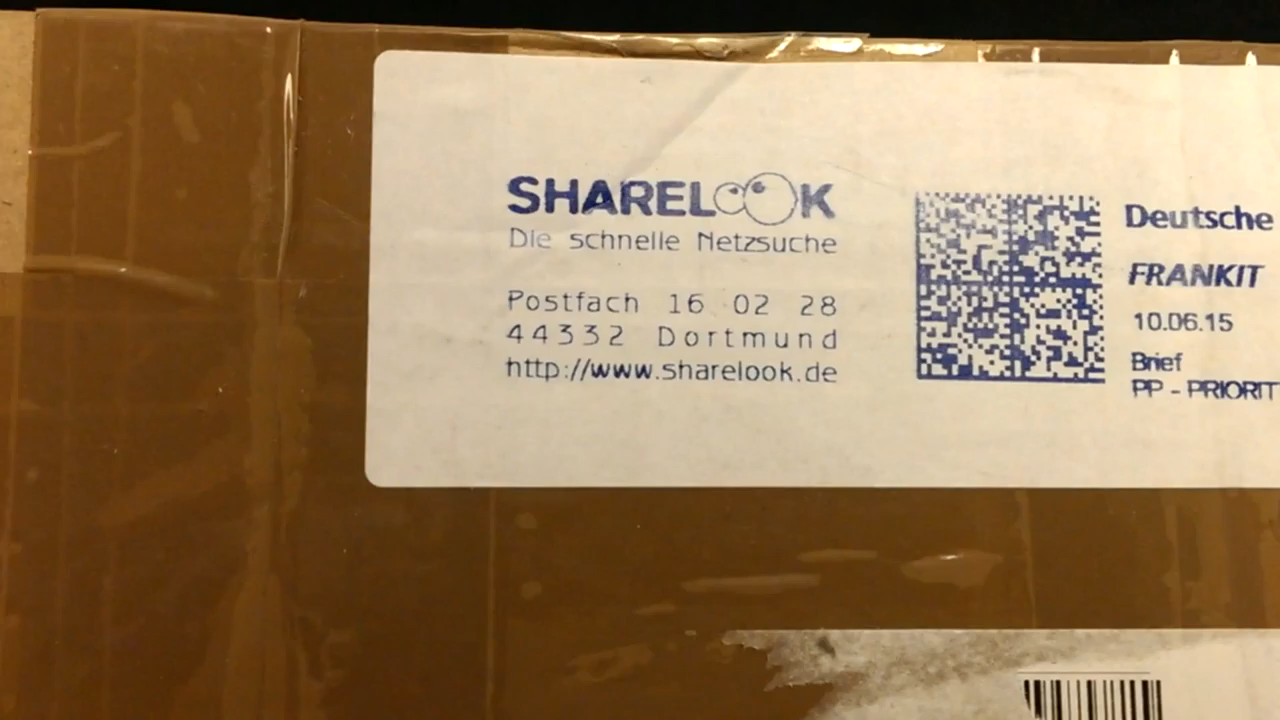 SHARELOOK
Die schnelle Netzsuche
Postfach 16 02 28
44332 Dortmund
http://www.sharelook.de
Deutsche
FRANKIT
10.06.15
Brief
PP - PRIORIT